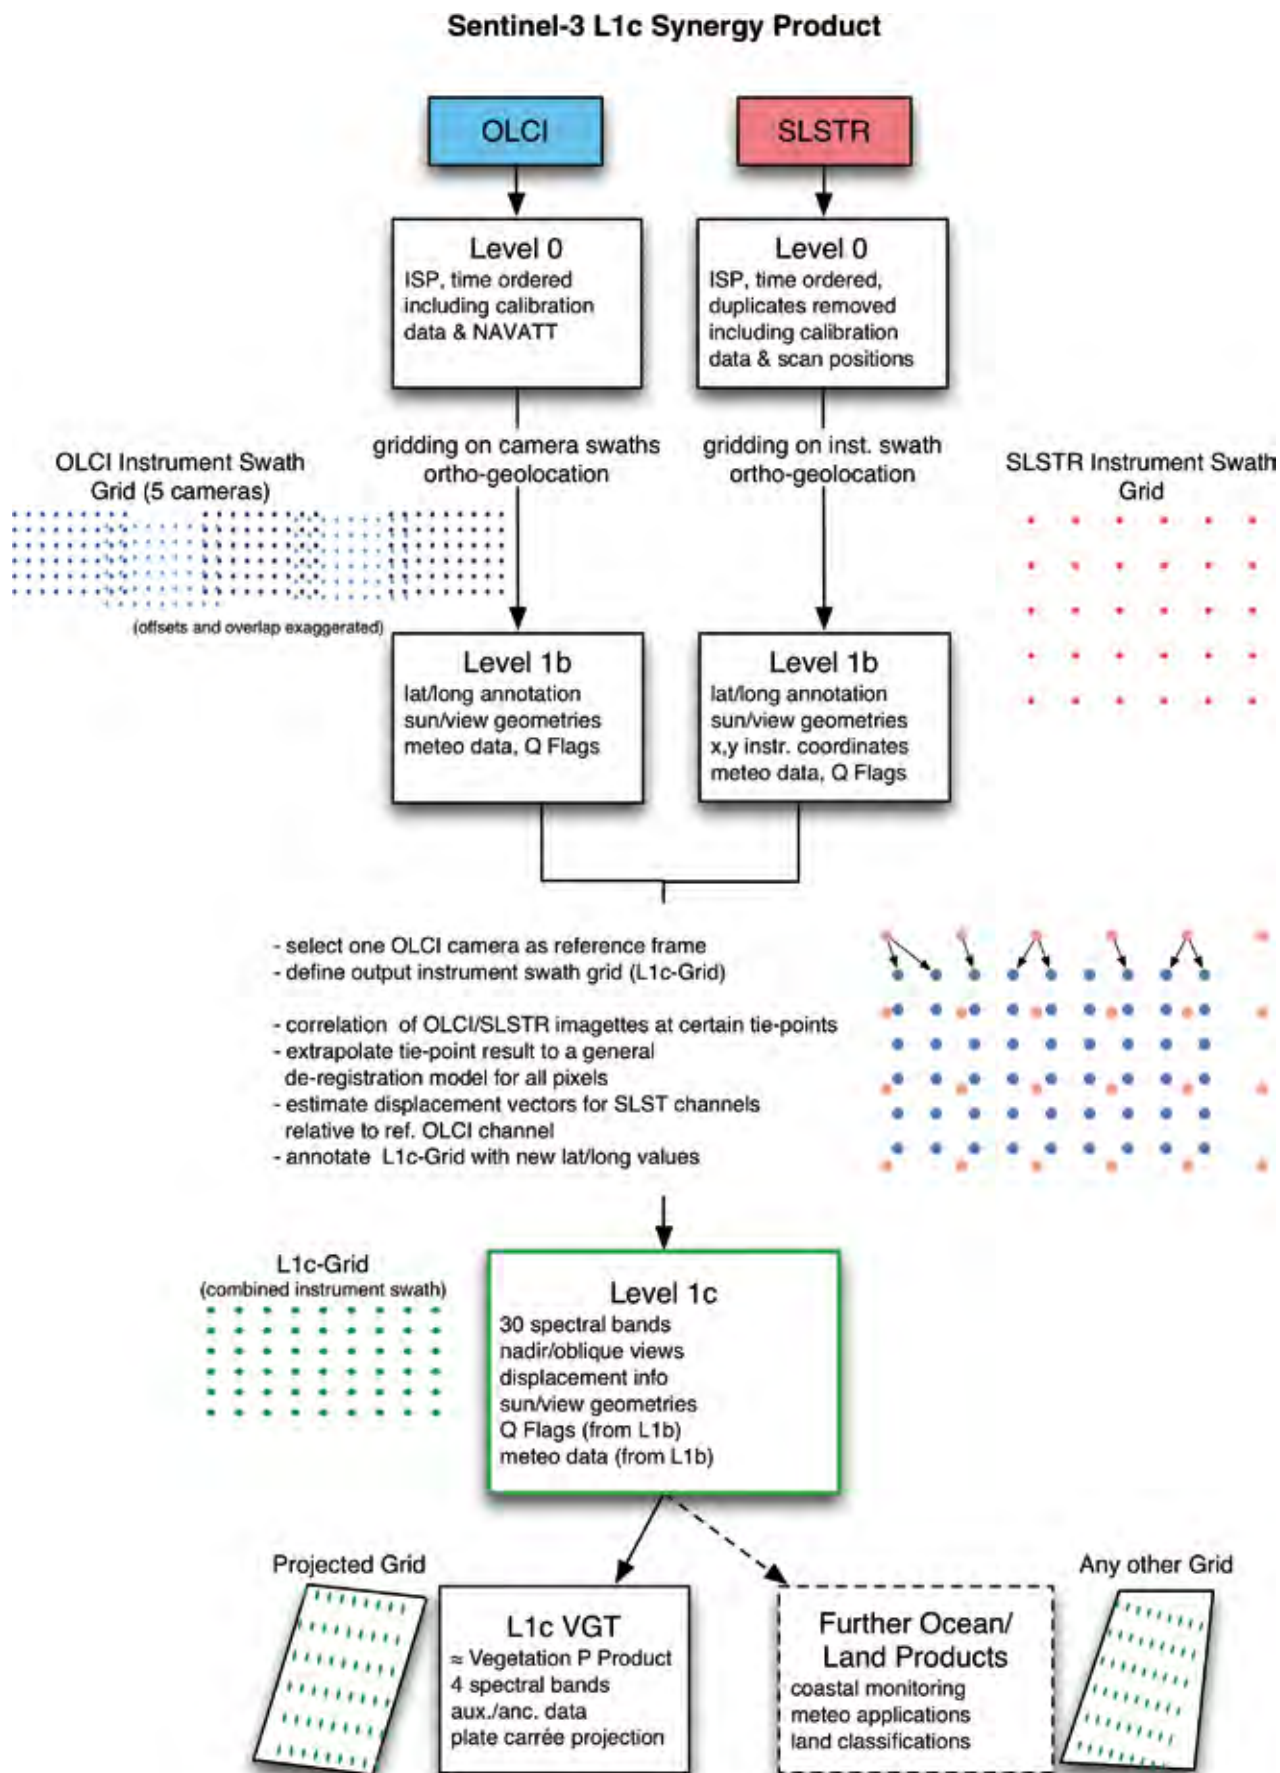 Sentinel-3 L1c Synergy Product
OLCI
SLSTR
Level 0
ISP, time ordered
including calibration
data & NAVATT
Level 0
ISP, time ordered,
duplicates removed
including calibration
data & scan positions
gridding on camera swaths
ortho-geolocation
gridding on inst. swath
ortho-geolocation
OLCI Instrument Swath
Grid (5 cameras)
(offsets and overlap exaggerated)
SLSTR Instrument Swath
Grid
Level 1b
lat/long annotation
sun/view geometries
meteo data, Q Flags
Level 1b
lat/long annotation
sun/view geometries
x,y instr. coordinates
meteo data, Q Flags
- select one OLCI camera as reference frame
- define output instrument swath grid (L1c-Grid)
- correlation of OLCI/SLSTR imagettes at certain tie-points
- extrapolate tie-point result to a general
de-registration model for all pixels
- estimate displacement vectors for SLST channels
relative to ref. OLCI channel
- annotate L1c-Grid with new lat/long values
L1c-Grid
(combined instrument swath)
Level 1c
30 spectral bands
nadir/oblique views
displacement info
sun/view geometries
Q Flags (from L1b)
meteo data (from L1b)
Projected Grid
L1c VGT
≈ Vegetation P Product
4 spectral bands
aux./anc. data
plate carrée projection
Further Ocean/
Land Products
coastal monitoring
meteo applications
land classifications
Any other Grid